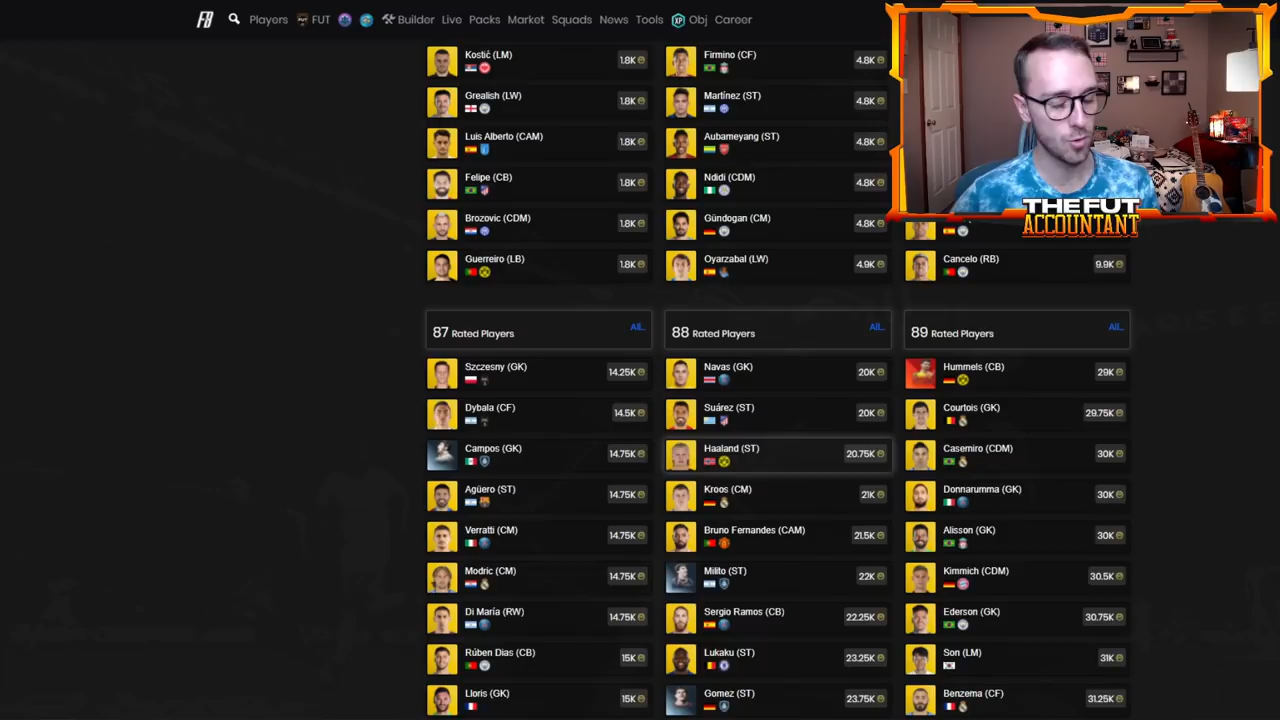 FB Players FUT Builder Live Packs Market Squads News Tools XP Obj Career
Kostić (LM) 1.8K
Grealish (LW) 1.8K
Luis Alberto (CAM) 1.8K
Felipe (CB) 1.8K
Brozovic (CDM) 1.8K
Guerreiro (LB) 1.8K
Firmino (CF) 4.8K
Martínez (ST) 4.8K
Aubameyang (ST) 4.8K
Ndidi (CDM) 4.8K
Gündogan (CM) 4.8K
Oyarzabal (LW) 4.9K
THE FUT
ACCOUNTANT
Cancelo (RB) 9.9K
87 Rated Players All..
Szczesny (GK) 14.25K
Dybala (CF) 14.5K
Campos (GK) 14.75K
Agüero (ST) 14.75K
Verratti (CM) 14.75K
Modric (CM) 14.75K
Di María (RW) 14.75K
Rúben Dias (CB) 15K
Lloris (GK) 15K
88 Rated Players All..
Navas (GK) 20K
Suárez (ST) 20K
Haaland (ST) 20.75K
Kroos (CM) 21K
Bruno Fernandes (CAM) 21.5K
Milito (ST) 22K
Sergio Ramos (CB) 22.25K
Lukaku (ST) 23.25K
Gomez (ST) 23.75K
89 Rated Players All..
Hummels (CB) 29K
Courtois (GK) 29.75K
Casemiro (CDM) 30K
Donnarumma (GK) 30K
Alisson (GK) 30K
Kimmich (CDM) 30.5K
Ederson (GK) 30.75K
Son (LM) 31K
Benzema (CF) 31.25K